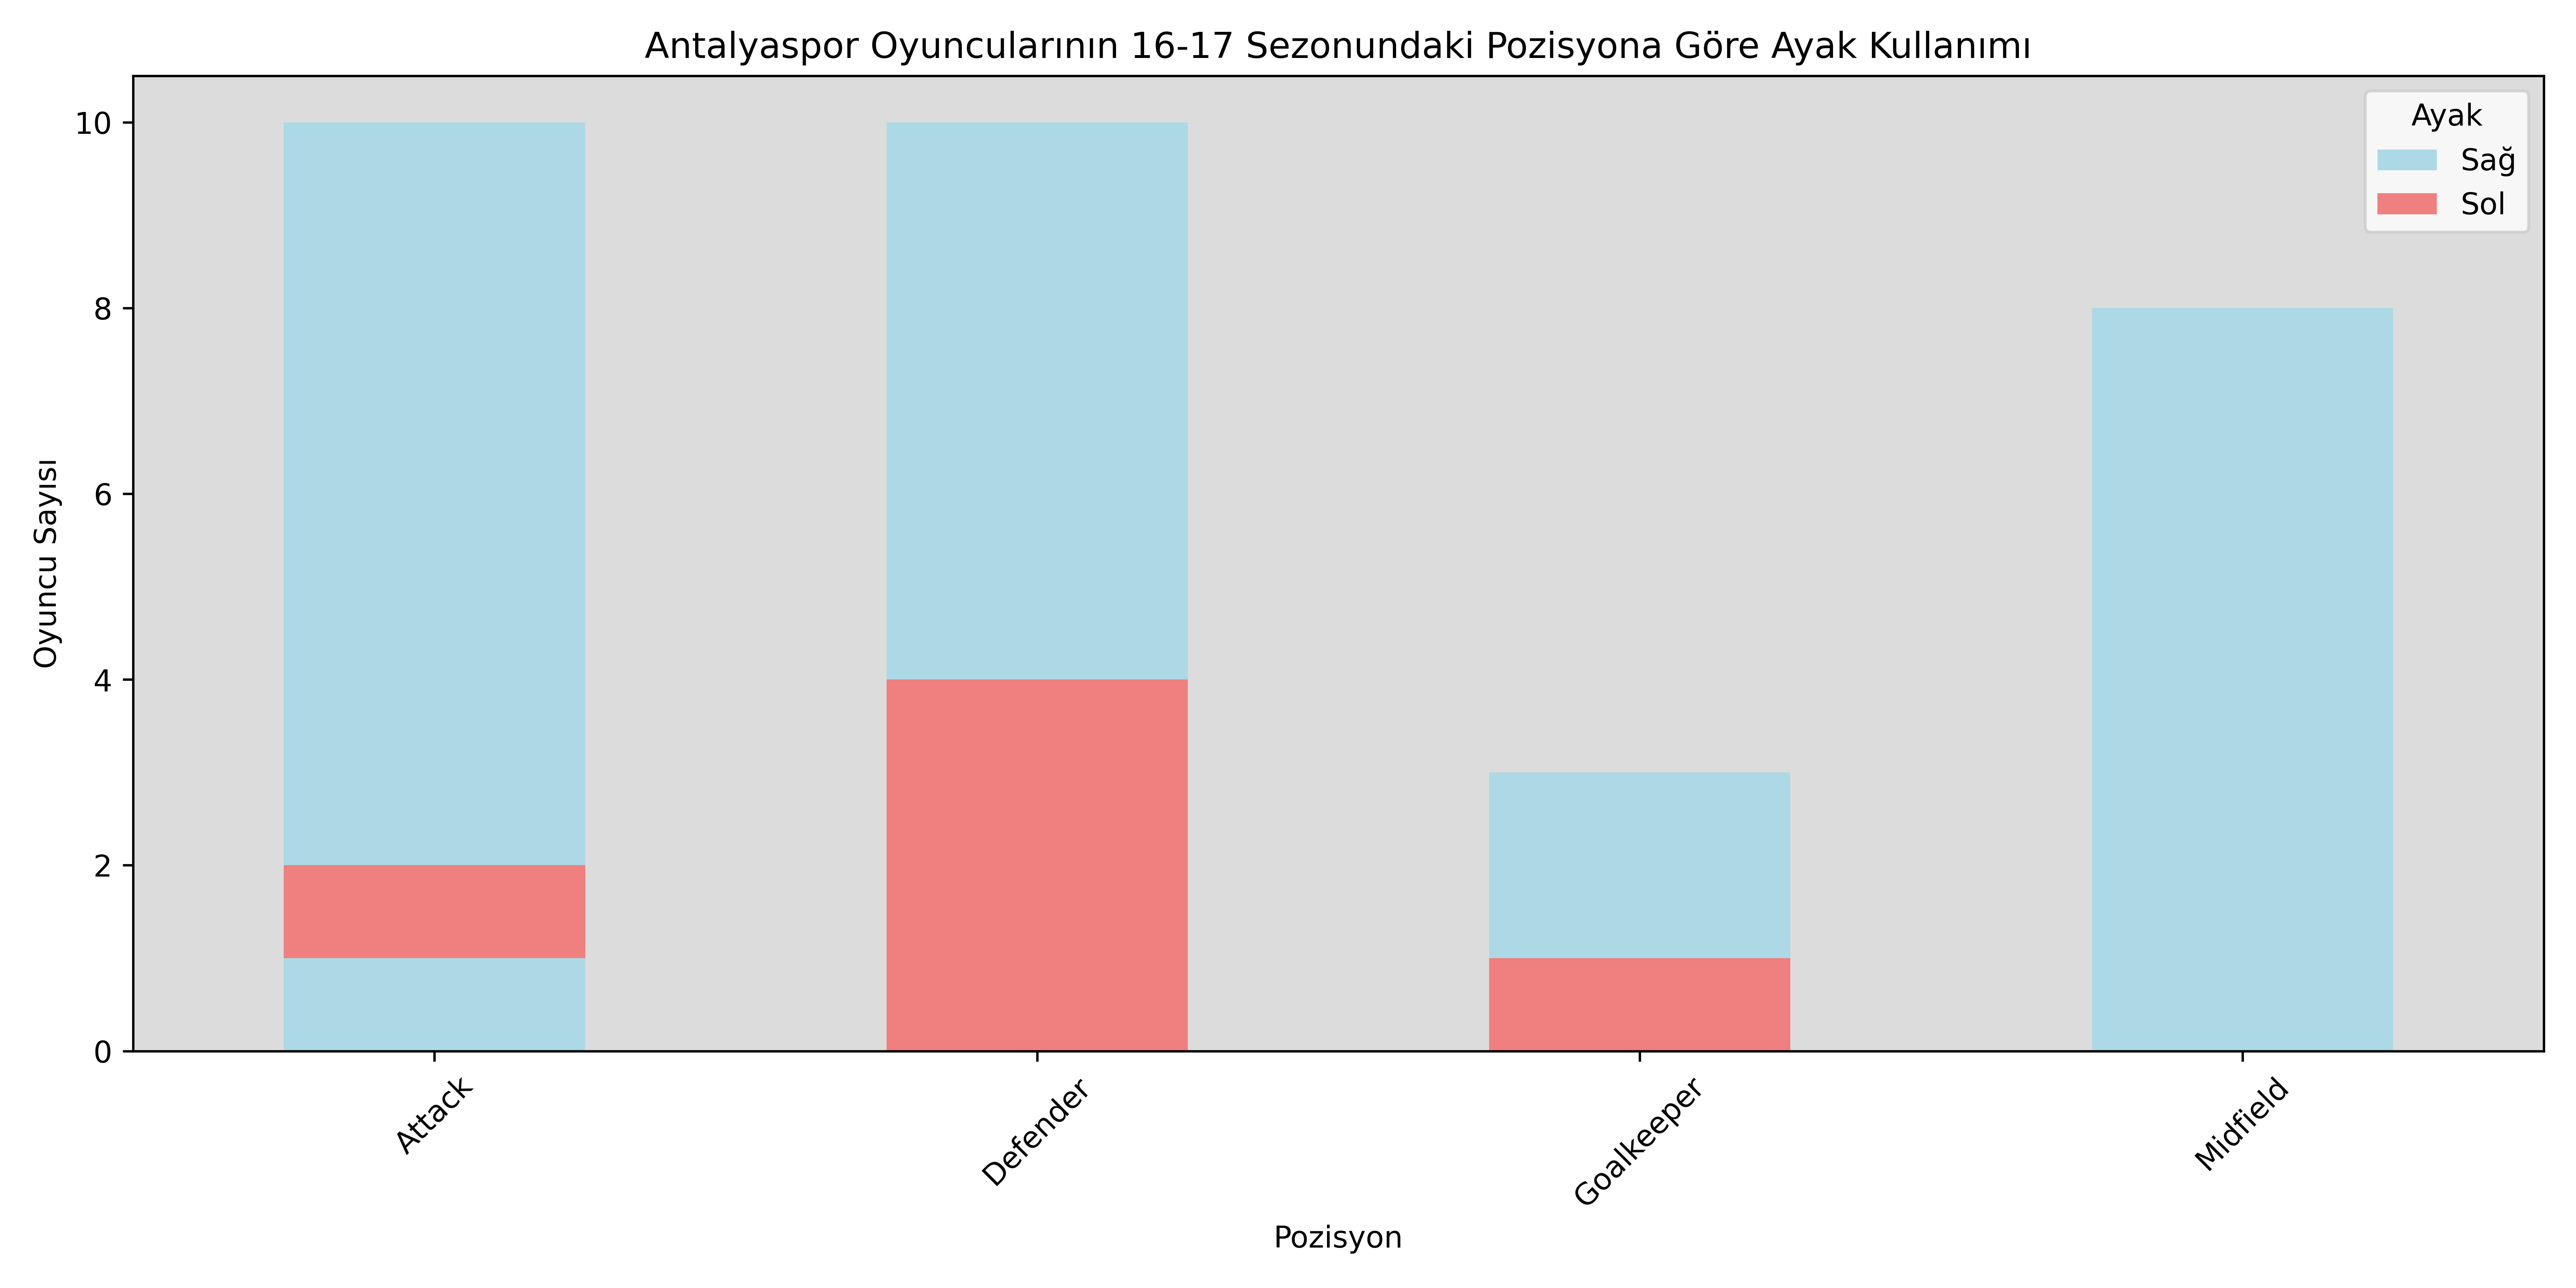 Antalyaspor Oyuncularının 16-17 Sezonundaki Pozisyona Göre Ayak Kullanımı
Ayak
Sağ
Sol
Oyuncu Sayısı
10
8
6
4
2
0
Attack
Defender
Goalkeeper
Midfield
Pozisyon